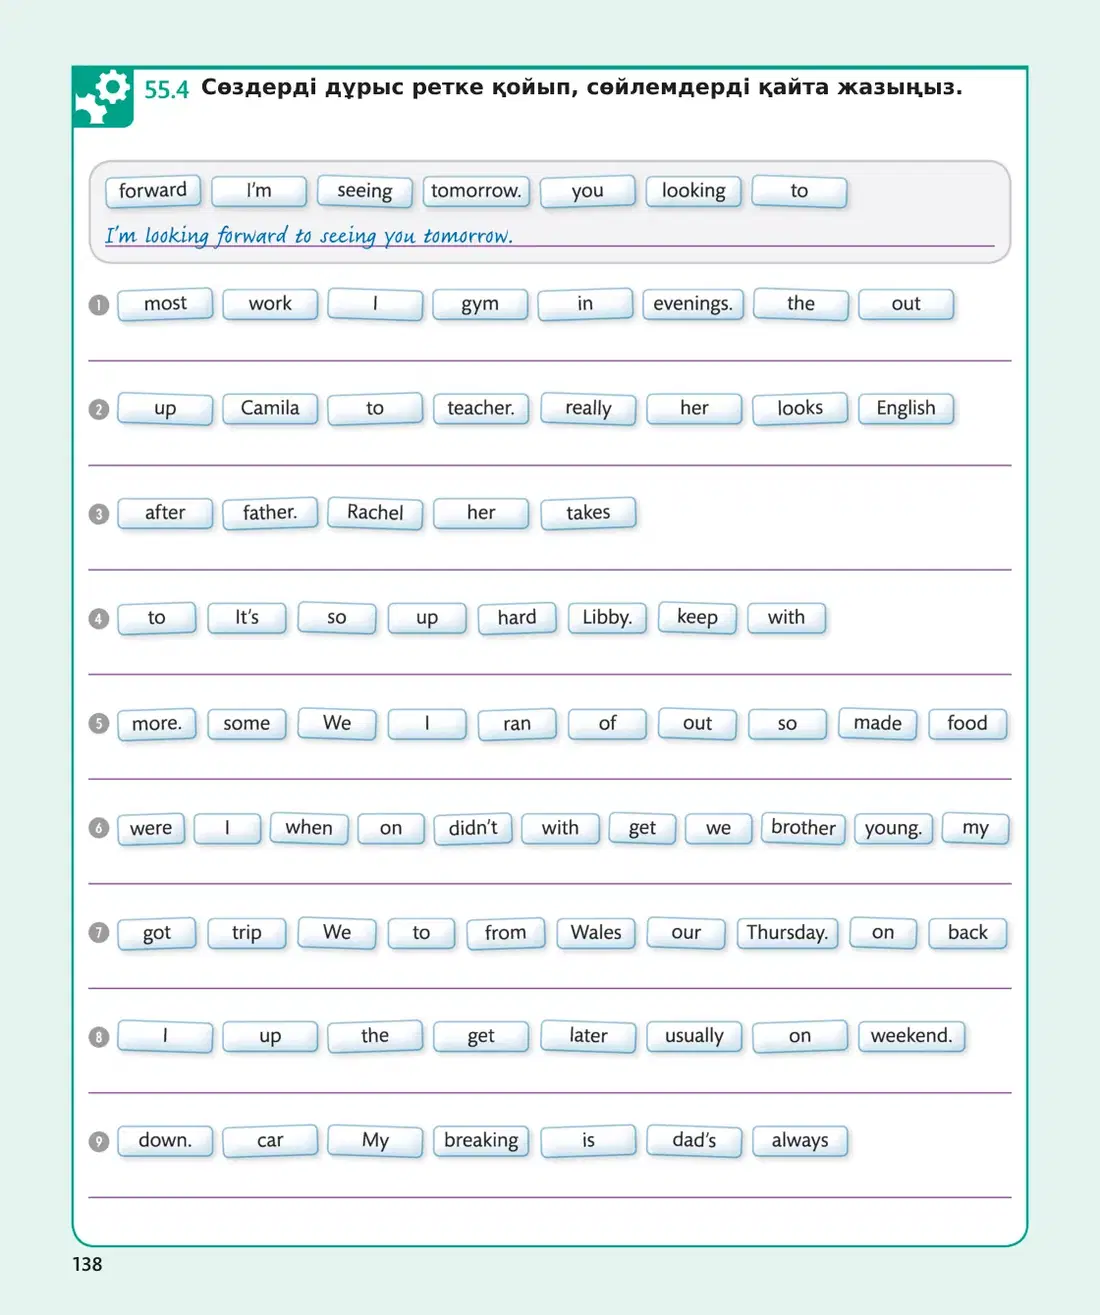 55.4 Сөздерді дұрыс ретке қойып, сөйлемдерді қайта жазыңыз.
forward I'm seeing tomorrow. you looking to
I'm looking forward to seeing you tomorrow.
1 most work I gym in evenings. the out
2 up Camila to teacher. really her looks English
3 after father. Rachel her takes
4 to It's so up hard Libby. keep with
5 more. some We I ran of out so made food
6 were I when on didn't with get we brother young. my
7 got trip We to from Wales our Thursday. on back
8 I up the get later usually on weekend.
9 down. car My breaking is dad's always
138